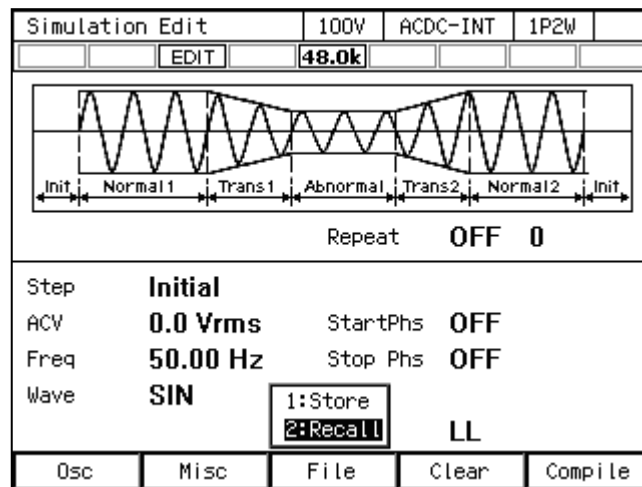 Simulation Edit 100V ACDC-INT 1P2W
EDIT 48.0k
Init Normal1 Trans1 Abnormal Trans2 Normal2 Init
Repeat OFF 0
Step Initial
ACV 0.0 Vrms StartPhs OFF
Freq 50.00 Hz Stop Phs OFF
Wave SIN
1:Store
2:Recall LL
Osc Misc File Clear Compile